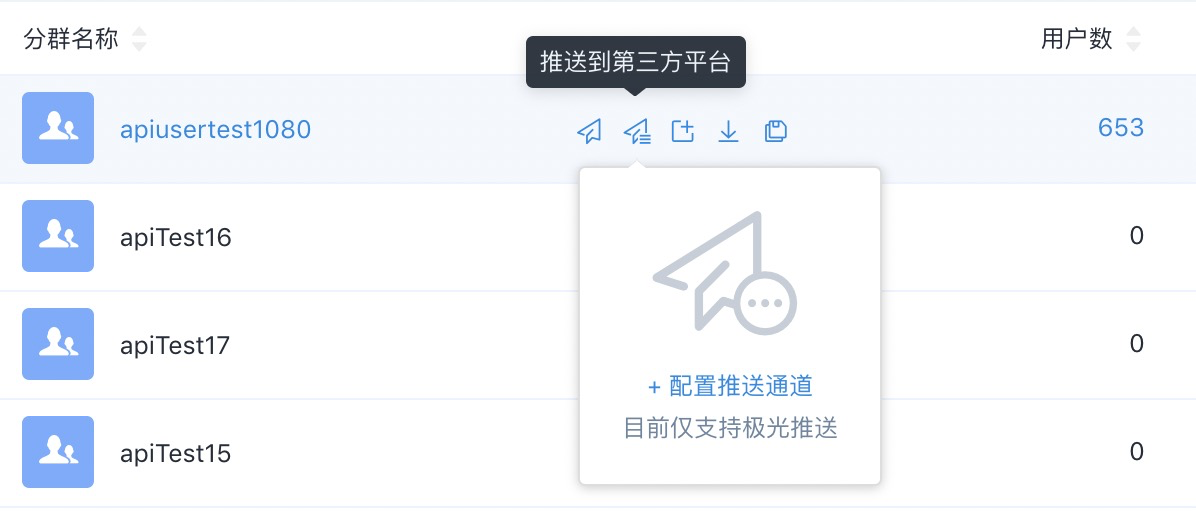 分群名称
用户数
推送到第三方平台
apiusertest1080
653
apiTest16
0
apiTest17
0
+ 配置推送通道
目前仅支持极光推送
apiTest15
0